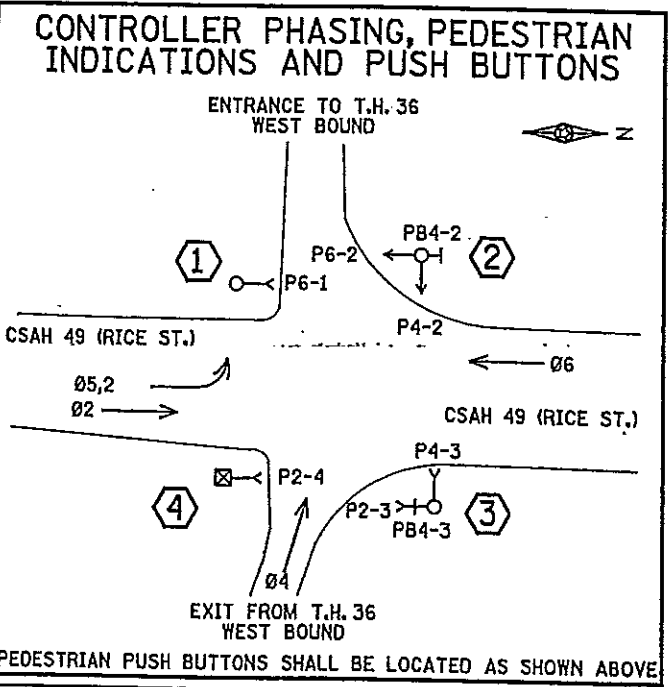 CONTROLLER PHASING, PEDESTRIAN
INDICATIONS AND PUSH BUTTONS
ENTRANCE TO T.H. 36
WEST BOUND
N
1
P6-1
P6-2
PB4-2
2
P4-2
CSAH 49 (RICE ST.)
Ø5,2
Ø2
Ø6
CSAH 49 (RICE ST.)
P4-3
4
P2-4
P2-3
PB4-3
3
Ø4
EXIT FROM T.H. 36
WEST BOUND
PEDESTRIAN PUSH BUTTONS SHALL BE LOCATED AS SHOWN ABOVE